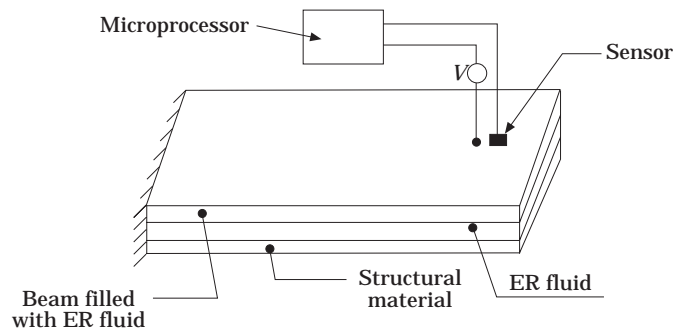 Microprocessor
V
Sensor
Beam filled
with ER fluid
Structural
material
ER fluid